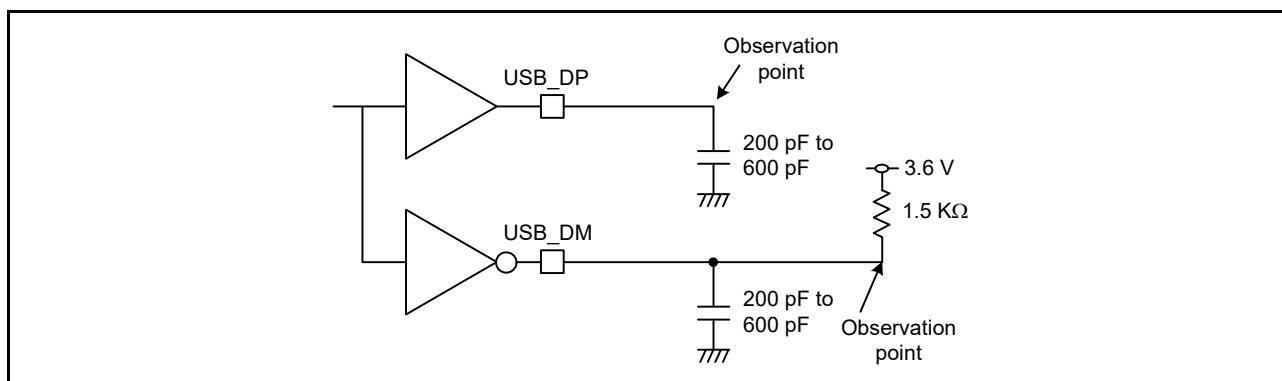 Observation
point
USB_DP
200 pF to
600 pF
3.6 V
1.5 KΩ
USB_DM
200 pF to
600 pF
Observation
point